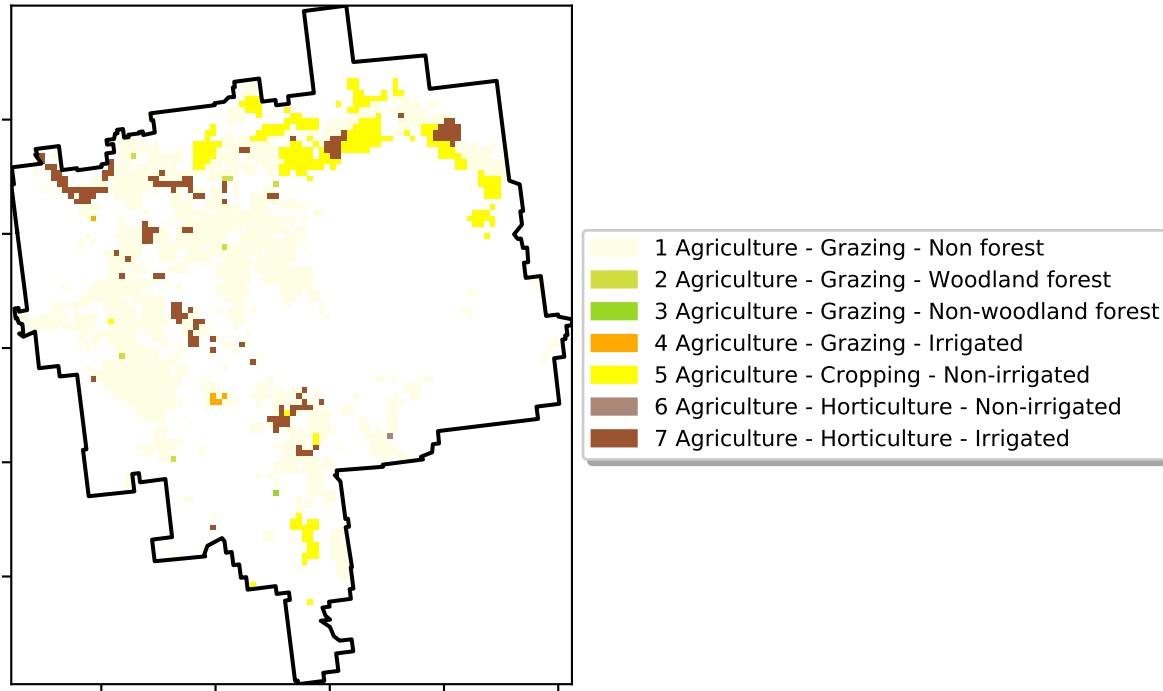 1 Agriculture - Grazing - Non forest
2 Agriculture - Grazing - Woodland forest
3 Agriculture - Grazing - Non-woodland forest
4 Agriculture - Grazing - Irrigated
5 Agriculture - Cropping - Non-irrigated
6 Agriculture - Horticulture - Non-irrigated
7 Agriculture - Horticulture - Irrigated